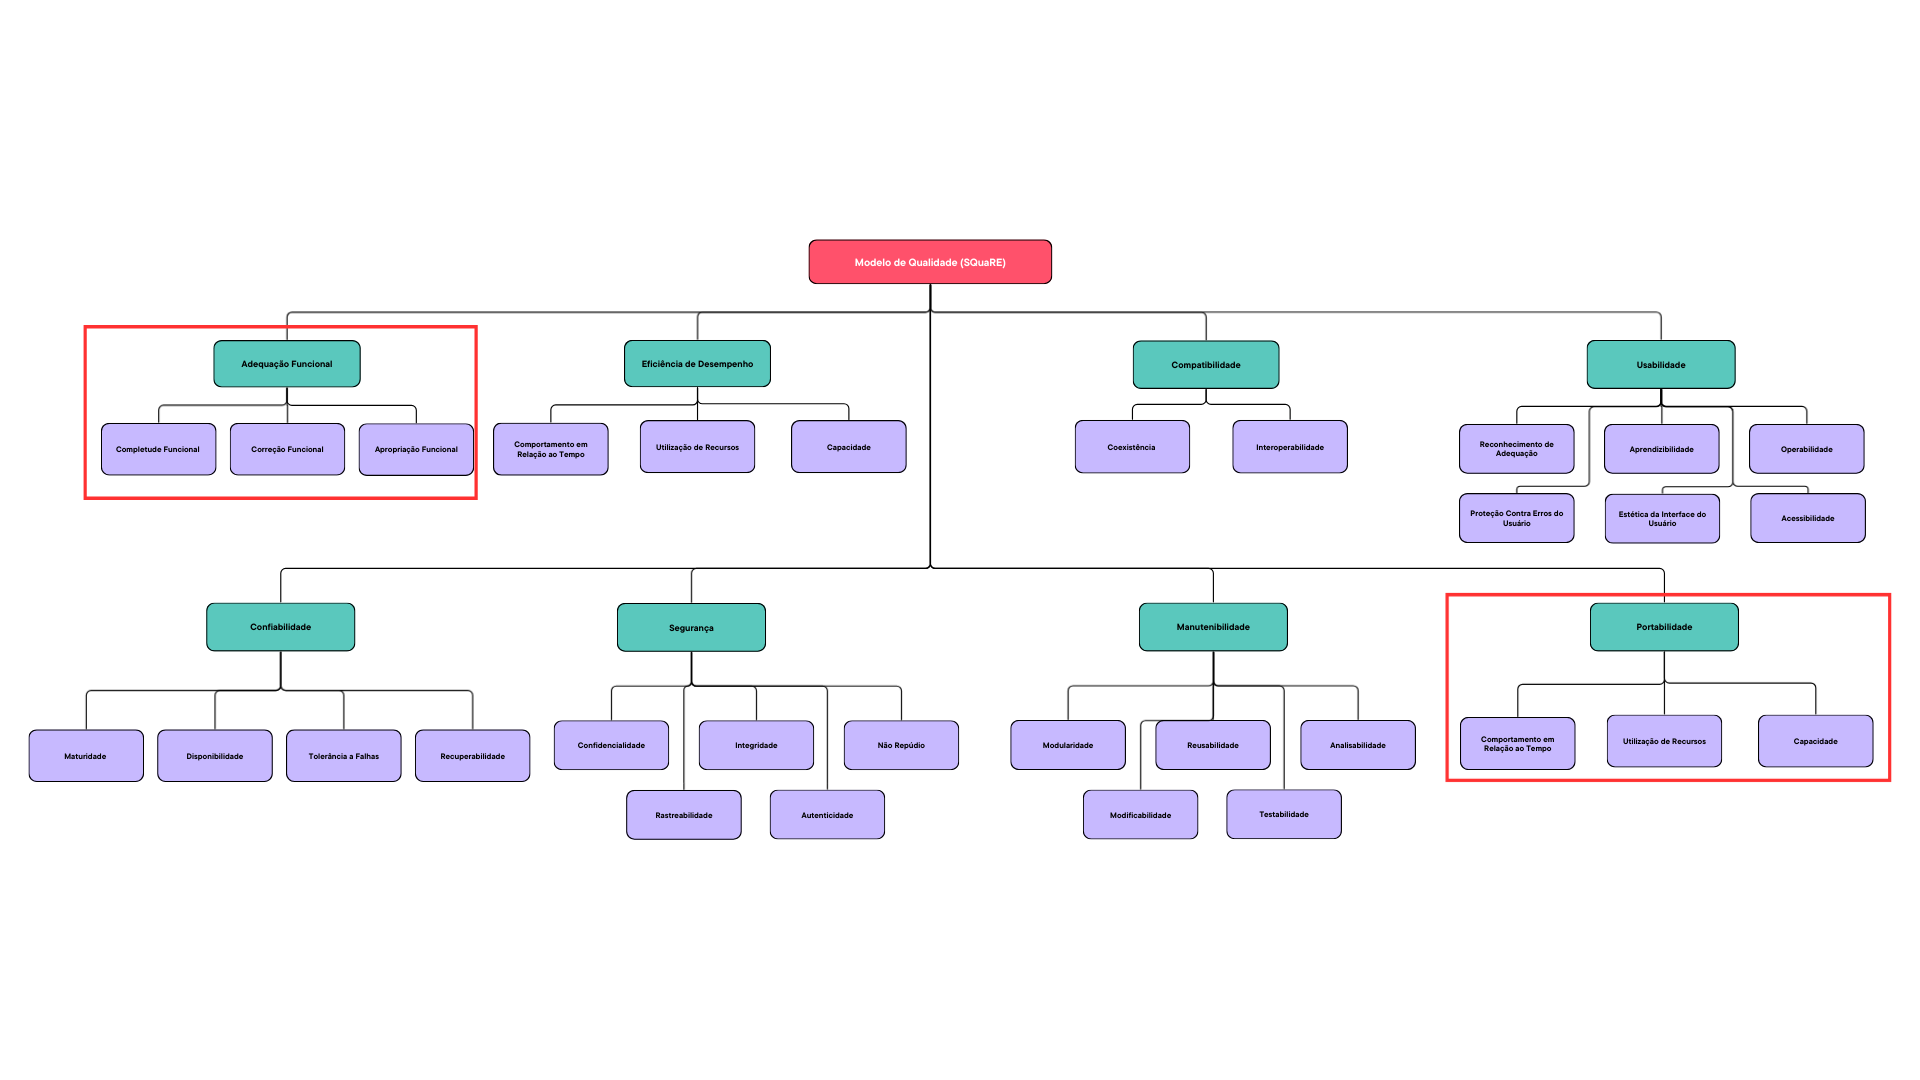 Modelo de Qualidade (SQuaRE)
Adequação Funcional
Eficiência de Desempenho
Compatibilidade
Usabilidade
Completude Funcional
Correção Funcional
Apropriação Funcional
Comportamento em
Relação ao Tempo
Utilização de Recursos
Capacidade
Coexistência
Interoperabilidade
Reconhecimento de
Adequação
Aprendizibilidade
Operabilidade
Proteção Contra Erros do
Usuário
Estética da Interface do
Usuário
Acessibilidade
Confiabilidade
Segurança
Manutenibilidade
Portabilidade
Maturidade
Disponibilidade
Tolerância a Falhas
Recuperabilidade
Confidencialidade
Integridade
Não Repúdio
Rastreabilidade
Autenticidade
Modularidade
Reusabilidade
Analisabilidade
Modificabilidade
Testabilidade
Comportamento em
Relação ao Tempo
Utilização de Recursos
Capacidade